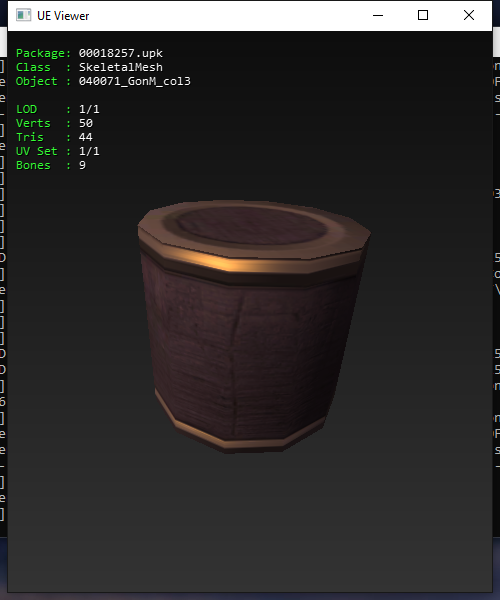 UE Viewer
Package: 00018257.upk
Class : SkeletalMesh
Object : 040071_GonM_col3
LOD : 1/1
Verts : 50
Tris : 44
UV Set : 1/1
Bones : 9